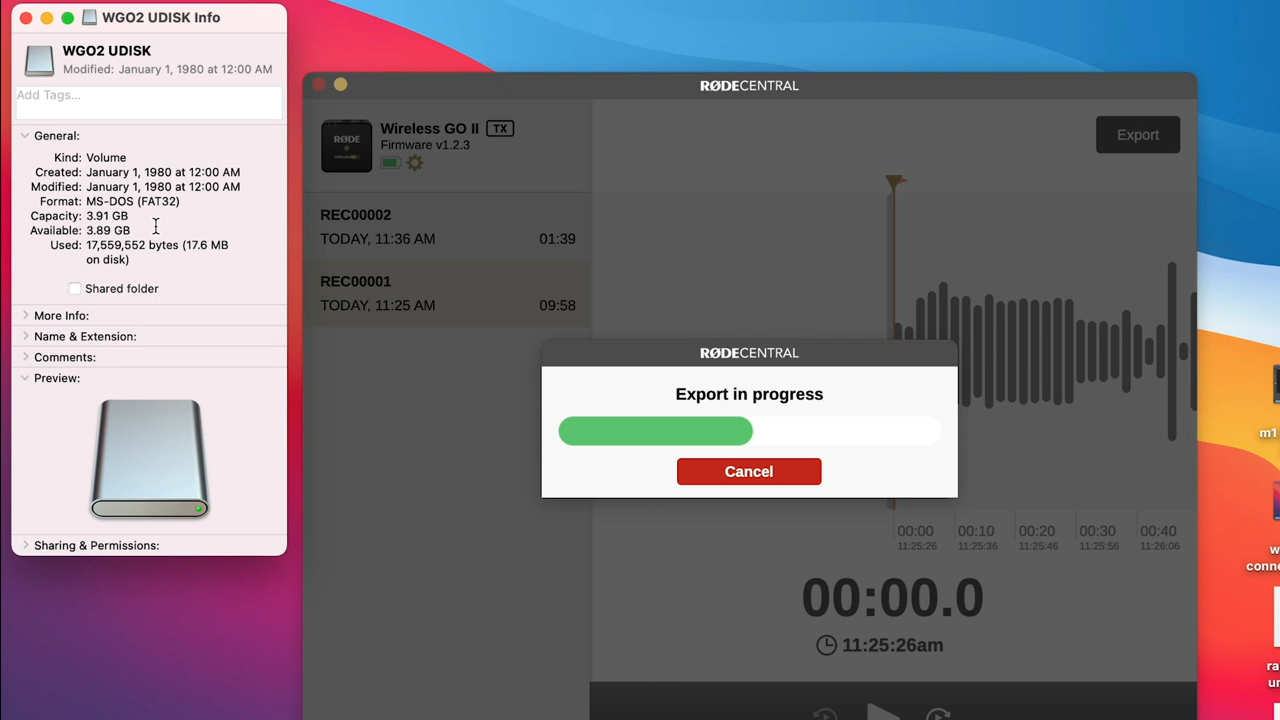 WGO2 UDISK Info
WGO2 UDISK
Modified: January 1, 1980 at 12:00 AM
Add Tags...
General:
Kind: Volume
Created: January 1, 1980 at 12:00 AM
Modified: January 1, 1980 at 12:00 AM
Format: MS-DOS (FAT32)
Capacity: 3.91 GB
Available: 3.89 GB
Used: 17,559,552 bytes (17.6 MB
on disk)
Shared folder
More Info:
Name & Extension:
Comments:
Preview:
Sharing & Permissions:
RØDECENTRAL
RØDE
Wireless GO II TX
Firmware v1.2.3
Export
REC00002
TODAY, 11:36 AM 01:39
REC00001
TODAY, 11:25 AM 09:58
RØDECENTRAL
Export in progress
Cancel
00:00 00:10 00:20 00:30 00:40
11:25:26 11:25:36 11:25:46 11:25:56 11:26:06
00:00.0
11:25:26am
m1
w
conne
ra
ur